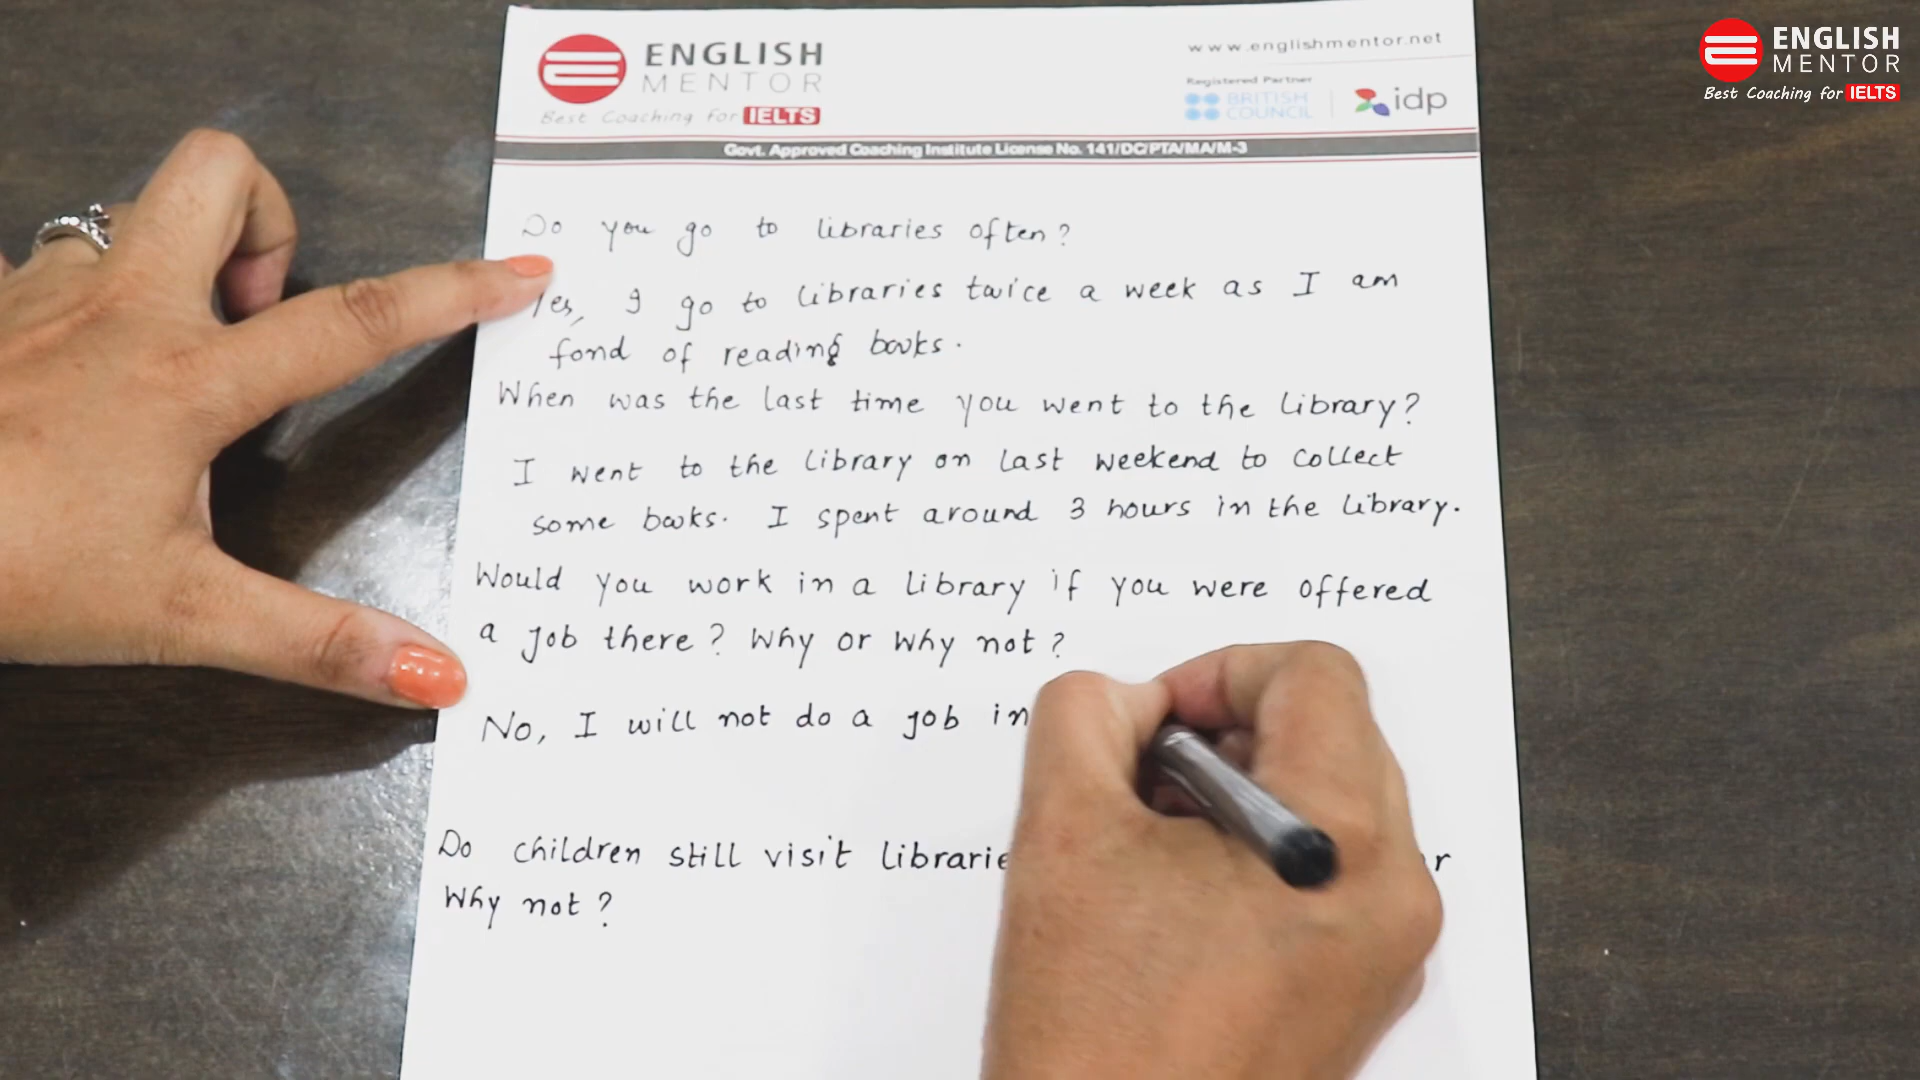 ENGLISH
MENTOR
Best Coaching for IELTS
www.englishmentor.net
Registered Partner
BRITISH
COUNCIL
idp
Govt. Approved Coaching Institute License No. 141/DC/PTA/MA/M-3
Do you go to libraries often?
Yes, I go to libraries twice a week as I am
fond of reading books.
When was the last time you went to the library?
I went to the library on last weekend to collect
some books. I spent around 3 hours in the library.
Would you work in a library if you were offered
a job there? Why or why not?
No, I will not do a job in
Do children still visit
Why not?
ENGLISH
MENTOR
Best Coaching for IELTS